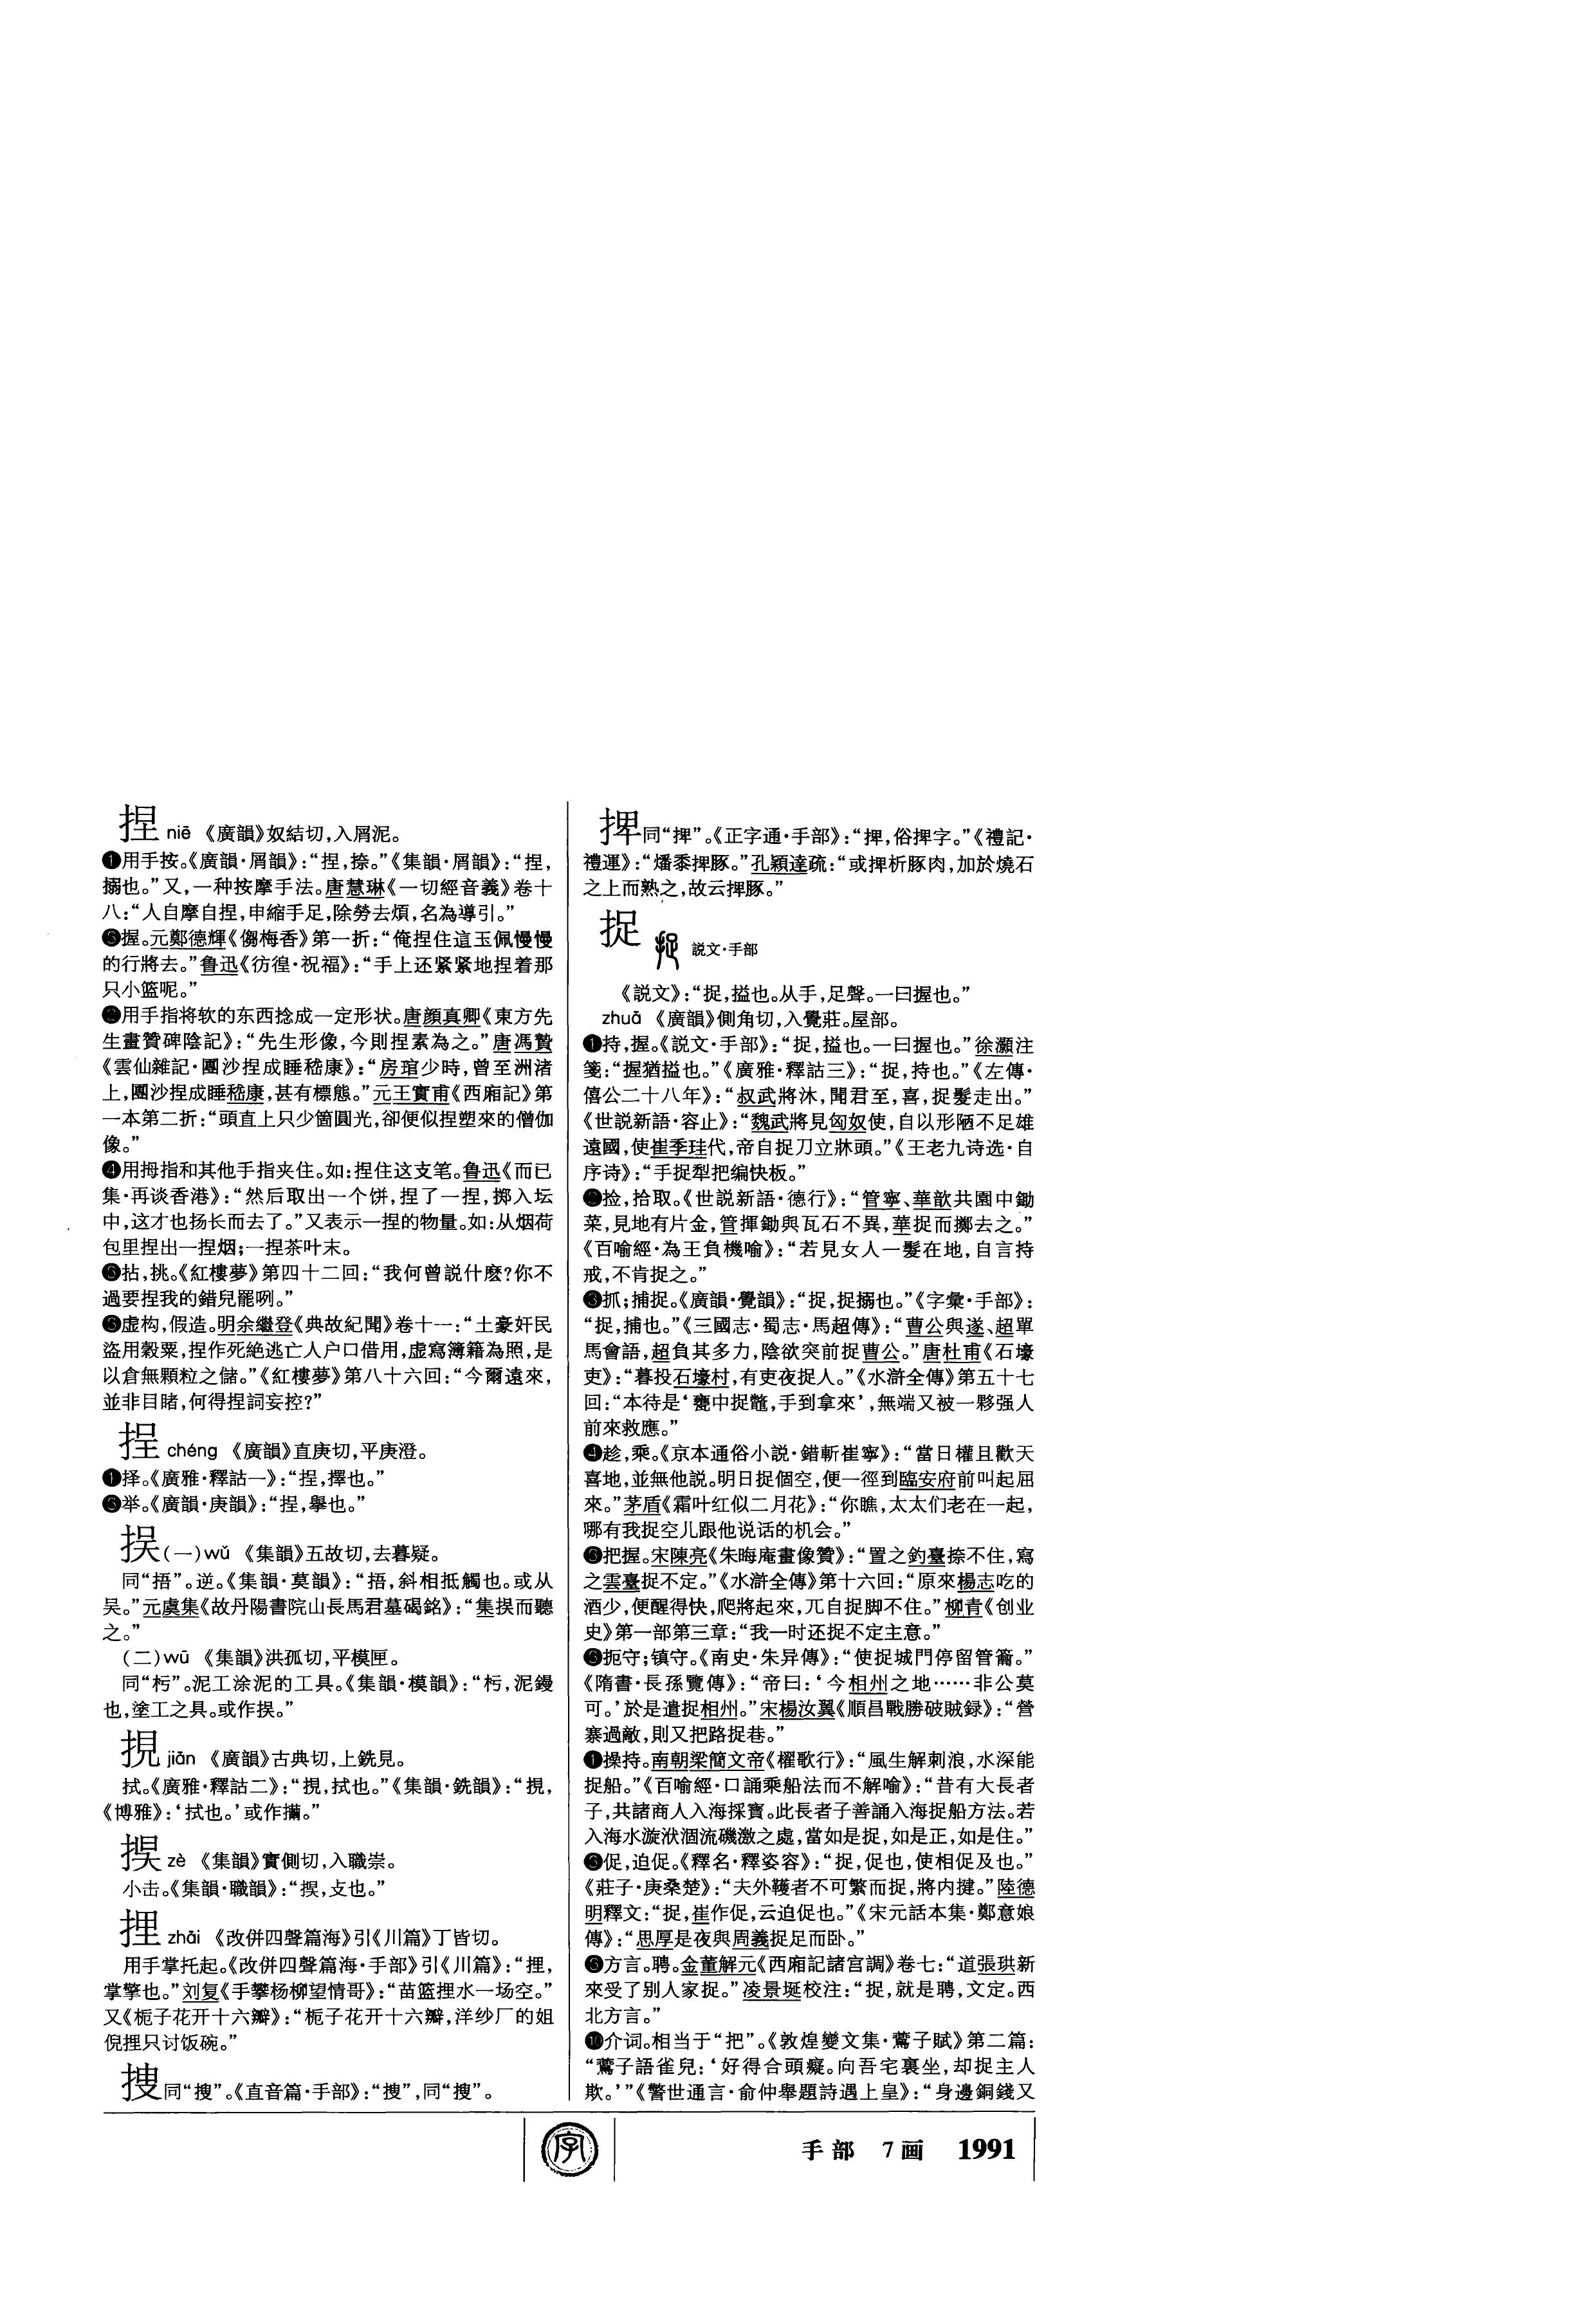 捏 niē 《廣韻》奴結切,入屑泥。
❶用手按。《廣韻·屑韻》:“捏,捺。”《集韻·屑韻》:“捏,
搦也。”又,一种按摩手法。唐慧琳《一切經音義》卷十
八:“人自摩自捏,申縮手足,除勞去煩,名為導引。”
握。元鄭德輝《㑳梅香》第一折:“俺捏住這玉佩慢慢
的行將去。”鲁迅《彷徨·祝福》:“手上还紧紧地捏着那
只小篮呢。”
用手指将软的东西捻成一定形状。唐顔真卿《東方先
生畫贊碑陰記》:“先生形像,今則捏素為之。”唐馮贄
《雲仙雜記·團沙捏成睡嵇康》:“房琯少時,曾至洲渚
上,團沙捏成睡嵇康,甚有標態。”元王實甫《西廂記》第
一本第二折:“頭直上只少箇圓光,卻便似捏塑來的僧伽
像。”
❹用拇指和其他手指夹住。如:捏住这支笔。鲁迅《而已
集·再谈香港》:“然后取出一个饼,捏了一捏,掷入坛
中,这才也扬长而去了。”又表示一捏的物量。如:从烟荷
包里捏出一捏烟;一捏茶叶末。
❺拈,挑。《紅樓夢》第四十二回:“我何曾説什麽?你不
過要捏我的錯兒罷咧。”
❻虚构,假造。明余繼登《典故紀聞》卷十一:“土豪奸民
盜用穀粟,捏作死絶逃亡人户口借用,虚寫簿籍為照,是
以倉無顆粒之儲。”《紅樓夢》第八十六回:“今爾遠來,
並非目睹,何得捏詞妄控?”
挰 chéng 《廣韻》直庚切,平庚澄。
❶择。《廣雅·釋詁一》:“挰,擇也。”
举。《廣韻·庚韻》:“挰,擧也。”
捑(一)wǔ 《集韻》五故切,去暮疑。
同“捂”。逆。《集韻·莫韻》:“捂,斜相抵觸也。或从
吴。”元虞集《故丹陽書院山長馬君墓碣銘》:“集捑而聽
之。”
(二)wū 《集韻》洪孤切,平模匣。
同“杇”。泥工涂泥的工具。《集韻·模韻》:“杇,泥鏝
也,塗工之具。或作捑。”
挸 jiǎn 《廣韻》古典切,上銑見。
拭。《廣雅·釋詁二》:“挸,拭也。”《集韻·銑韻》:“挸,
《博雅》:‘拭也。’或作攟。”
捑 zè 《集韻》實側切,入職崇。
小击。《集韻·職韻》:“捑,攴也。”
捚 zhǎi 《改併四聲篇海》引《川篇》丁皆切。
用手掌托起。《改併四聲篇海·手部》引《川篇》:“捚,
掌擎也。”刘复《手攀杨柳望情哥》:“苗篮捚水一场空。”
又《栀子花开十六瓣》:“栀子花开十六瓣,洋纱厂的姐
倪捚只讨饭碗。”
捜同“搜”。《直音篇·手部》:“捜”,同“搜”。
捭同“捭”。《正字通·手部》:“捭,俗捭字。”《禮記·
禮運》:“燔黍捭豚。”孔穎達疏:“或捭析豚肉,加於燒石
之上而熟之,故云捭豚。”
捉 説文·手部
《説文》:“捉,搤也。从手,足聲。一曰握也。”
zhuō 《廣韻》側角切,入覺莊。屋部。
❶持,握。《説文·手部》:“捉,搤也。一曰握也。”徐灝注
箋:“握猶搤也。”《廣雅·釋詁三》:“捉,持也。”《左傳·
僖公二十八年》:“叔武將沐,聞君至,喜,捉髮走出。”
《世説新語·容止》:“魏武將見匈奴使,自以形陋不足雄
遠國,使崔季珪代,帝自捉刀立牀頭。”《王老九诗选·自
序诗》:“手捉犁把编快板。”
❷捡,拾取。《世説新語·德行》:“管寧、華歆共園中鋤
菜,見地有片金,管揮鋤與瓦石不異,華捉而擲去之。”
《百喻經·為王負機喻》:“若見女人一髮在地,自言持
戒,不肯捉之。”
❸抓;捕捉。《廣韻·覺韻》:“捉,捉搦也。”《字彙·手部》:
“捉,捕也。”《三國志·蜀志·馬超傳》:“曹公與遂、超單
馬會語,超負其多力,陰欲突前捉曹公。”唐杜甫《石壕
吏》:“暮投石壕村,有吏夜捉人。”《水滸全傳》第五十七
回:“本待是‘甕中捉鼈,手到拿來’,無端又被一夥强人
前來救應。”
❹趁,乘。《京本通俗小説·錯斬崔寧》:“當日權且歡天
喜地,並無他説。明日捉個空,便一徑到臨安府前叫起屈
來。”茅盾《霜叶红似二月花》:“你瞧,太太们老在一起,
哪有我捉空儿跟他说话的机会。”
❺把握。宋陳亮《朱晦庵畫像贊》:“置之釣臺捺不住,寫
之雲臺捉不定。”《水滸全傳》第十六回:“原來楊志吃的
酒少,便醒得快,爬將起來,兀自捉脚不住。”柳青《创业
史》第一部第三章:“我一时还捉不定主意。”
❻扼守;镇守。《南史·朱异傳》:“使捉城門停留管籥。”
《隋書·長孫覽傳》:“帝曰:‘今相州之地……非公莫
可。’於是遣捉相州。”宋楊汝翼《順昌戰勝破賊録》:“營
寨過敵,則又把路捉巷。”
操持。南朝梁簡文帝《櫂歌行》:“風生解刺浪,水深能
捉船。”《百喻經·口誦乘船法而不解喻》:“昔有大長者
子,共諸商人入海採寶。此長者子善誦入海捉船方法。若
入海水漩洑洄流磯激之處,當如是捉,如是正,如是住。”
促,迫促。《釋名·釋姿容》:“捉,促也,使相促及也。”
《莊子·庚桑楚》:“夫外韄者不可繁而捉,將内揵。”陸德
明釋文:“捉,崔作促,云迫促也。”《宋元話本集·鄭意娘
傳》:“思厚是夜與周義捉足而卧。”
方言。聘。金董解元《西廂記諸宫調》卷七:“道張珙新
來受了别人家捉。”凌景埏校注:“捉,就是聘,文定。西
北方言。”
❿介词。相当于“把”。《敦煌變文集·鷰子賦》第二篇:
“鷰子語雀兒:‘好得合頭癡。向吾宅裏坐,却捉主人
欺。’”《警世通言·俞仲舉題詩遇上皇》:“身邊銅錢又
字
手部 7画 1991